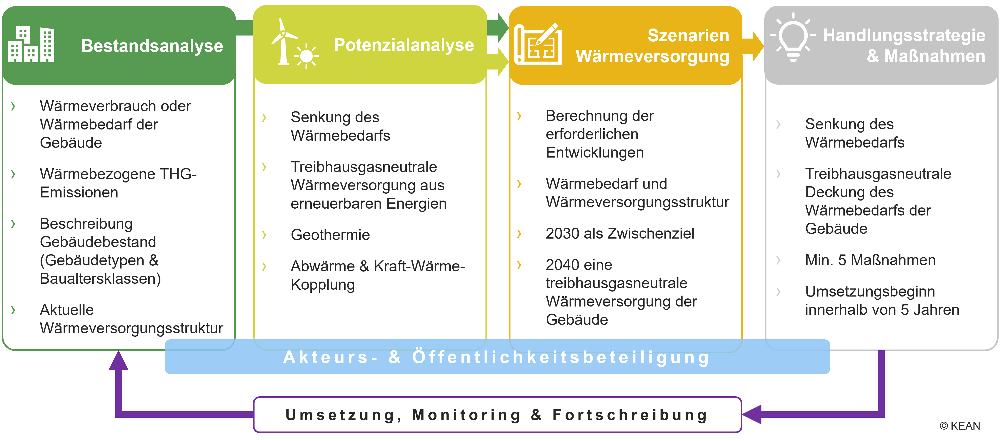 Bestandsanalyse
Wärmeverbrauch oder
Wärmebedarf der
Gebäude
Wärmebezogene THG-
Emissionen
Beschreibung
Gebäudebestand
(Gebäudetypen &
Baualtersklassen)
Aktuelle
Wärmeversorgungsstruktur
Potenzialanalyse
Senkung des
Wärmebedarfs
Treibhausgasneutrale
Wärmeversorgung aus
erneuerbaren Energien
Geothermie
Abwärme & Kraft-Wärme-
Kopplung
Szenarien
Wärmeversorgung
Berechnung der
erforderlichen
Entwicklungen
Wärmebedarf und
Wärmeversorgungsstruktur
2030 als Zwischenziel
2040 eine
treibhausgasneutrale
Wärmeversorgung der
Gebäude
Handlungsstrategie
& Maßnahmen
Senkung des
Wärmebedarfs
Treibhausgasneutrale
Deckung des
Wärmebedarfs der
Gebäude
Min. 5 Maßnahmen
Umsetzungsbeginn
innerhalb von 5 Jahren
Akteurs- & Öffentlichkeitsbeteiligung
Umsetzung, Monitoring & Fortschreibung
© KEAN